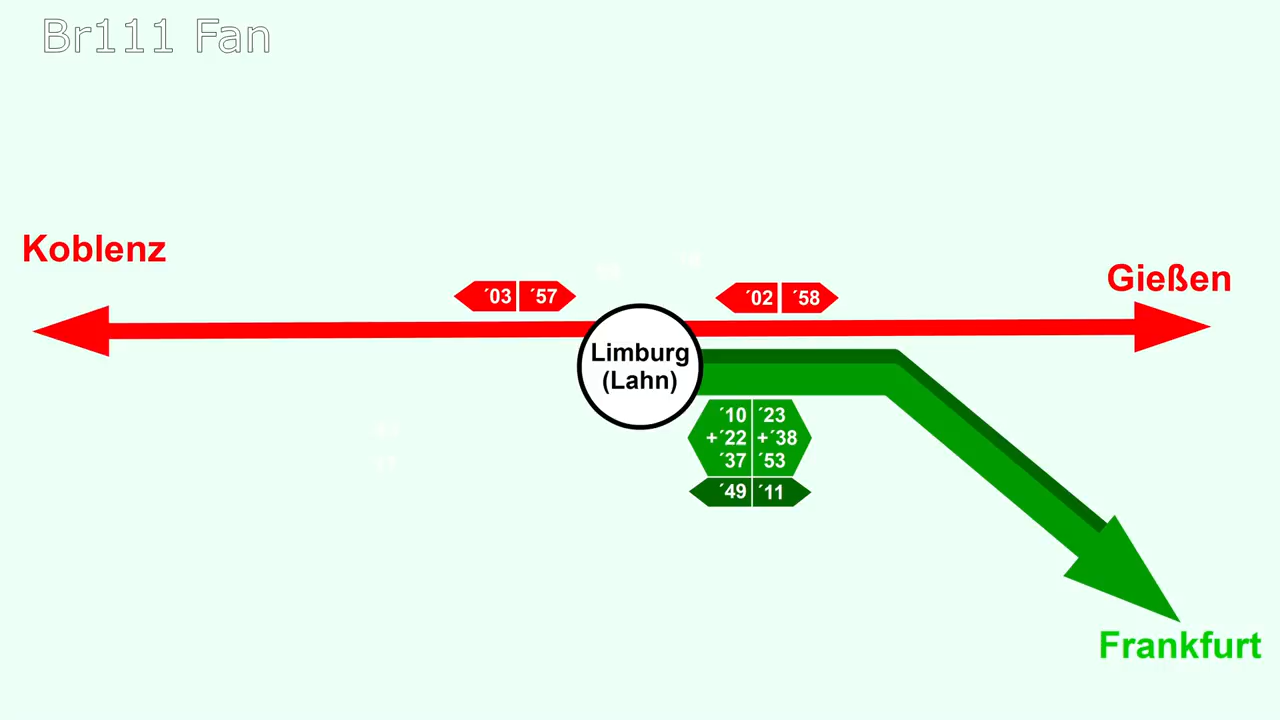 Br111 Fan
Koblenz
Gießen
´03 ´57
´02 ´58
Limburg
(Lahn)
´10 ´23
+´22 +´38
´37 ´53
´49 ´11
Frankfurt